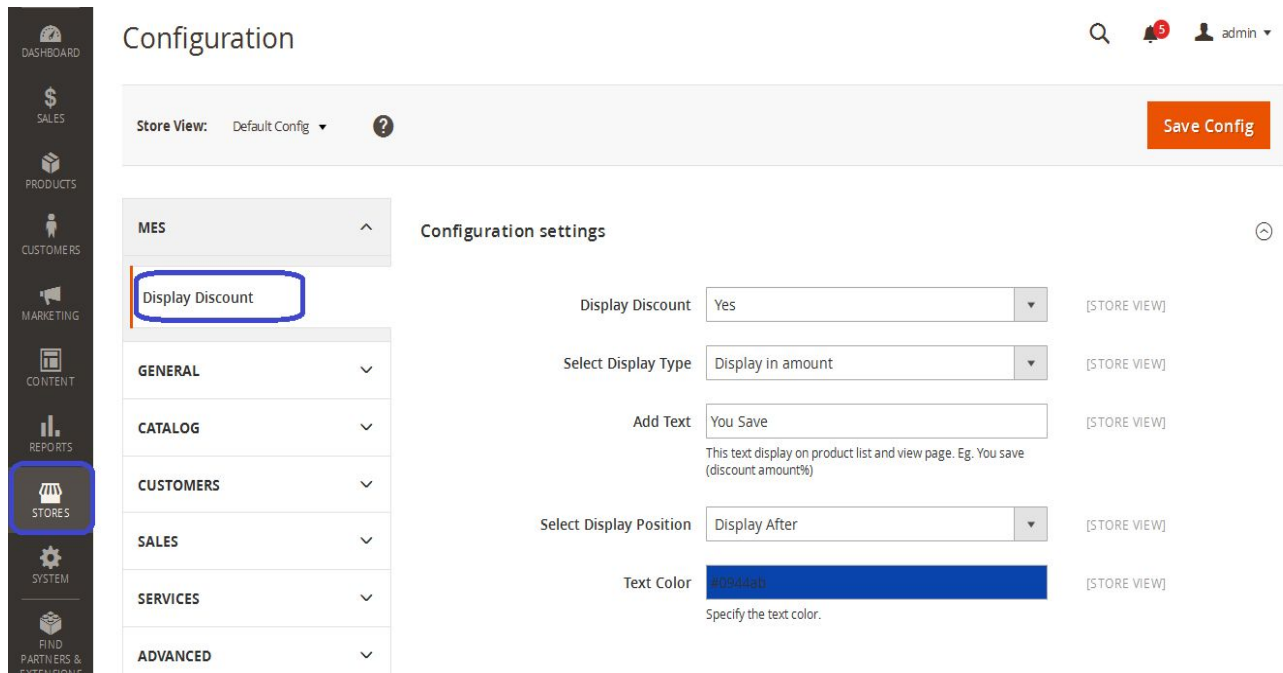 DASHBOARD
SALES
PRODUCTS
CUSTOMERS
MARKETING
CONTENT
REPORTS
STORES
SYSTEM
FIND
PARTNERS &
EXTENSIONS
Configuration
5
admin
Store View: Default Config ?
Save Config
MES
Display Discount
GENERAL
CATALOG
CUSTOMERS
SALES
SERVICES
ADVANCED
Configuration settings
Display Discount Yes [STORE VIEW]
Select Display Type Display in amount [STORE VIEW]
Add Text You Save [STORE VIEW]
This text display on product list and view page. Eg. You save
(discount amount%)
Select Display Position Display After [STORE VIEW]
Text Color #0944ab [STORE VIEW]
Specify the text color.